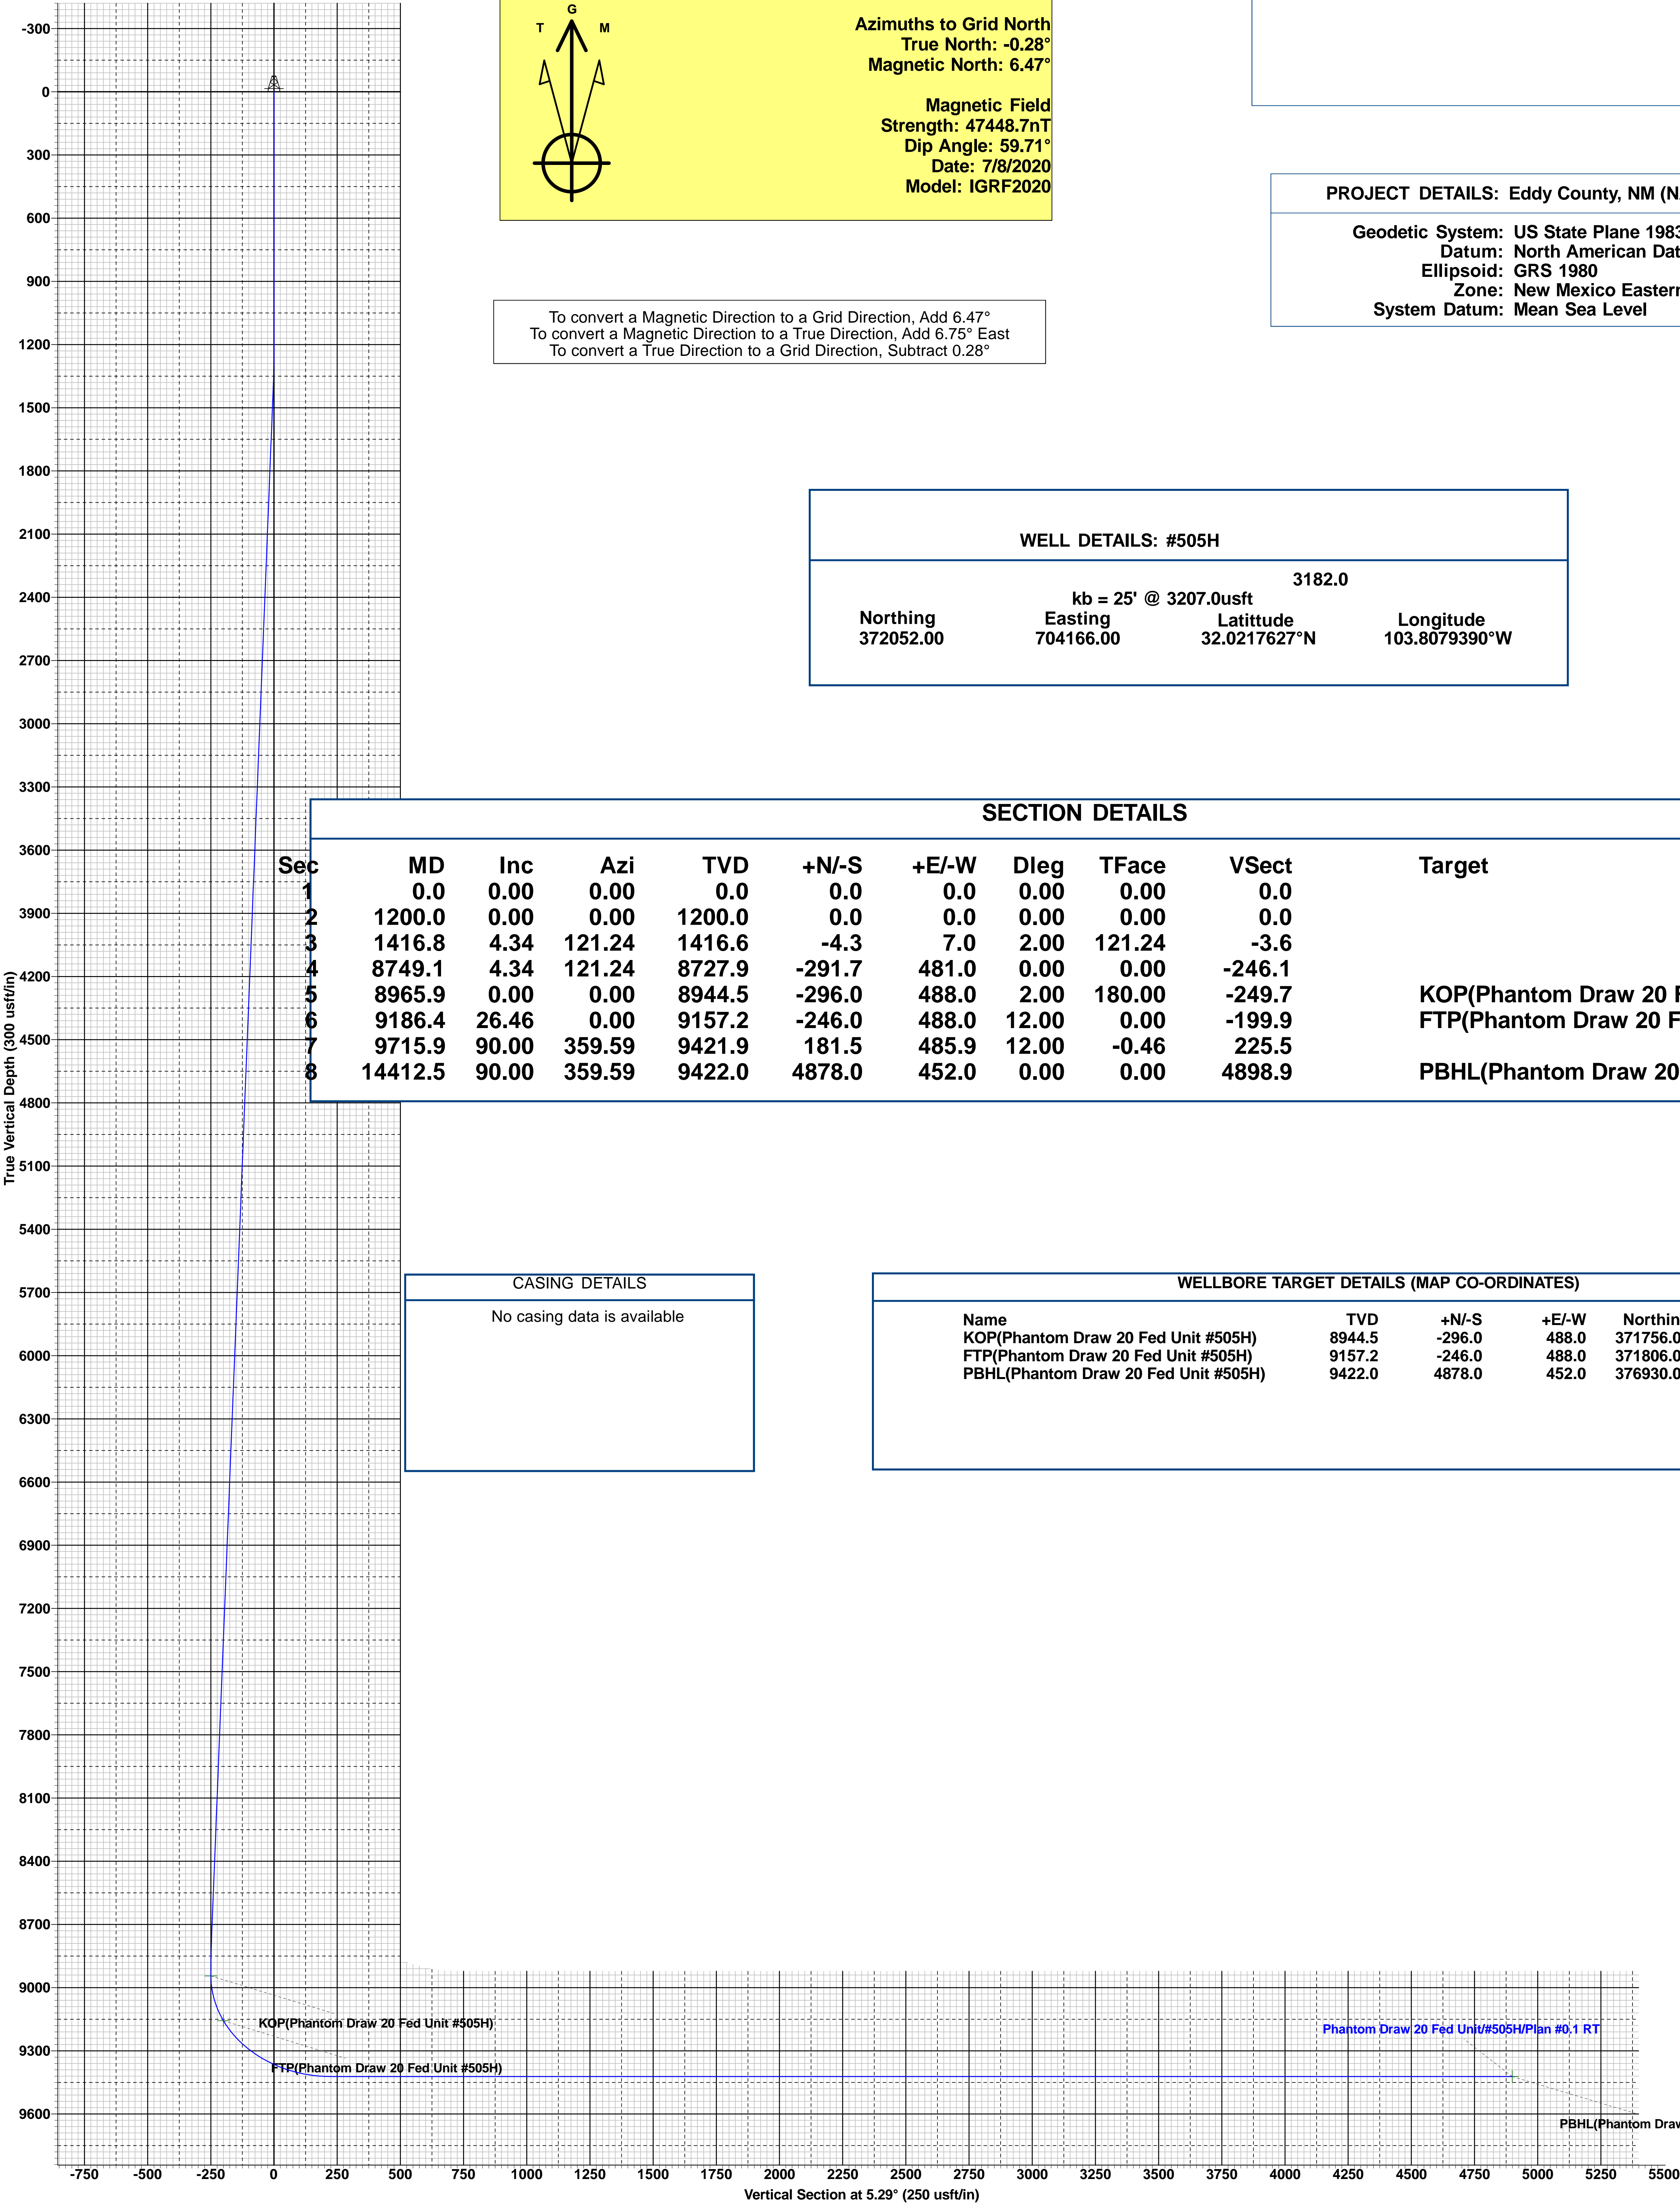 G
T M
Azimuths to Grid North
True North: -0.28°
Magnetic North: 6.47°
Magnetic Field
Strength: 47448.7nT
Dip Angle: 59.71°
Date: 7/8/2020
Model: IGRF2020
PROJECT DETAILS: Eddy County, NM (N
Geodetic System: US State Plane 1983
Datum: North American Dat
Ellipsoid: GRS 1980
Zone: New Mexico Eastern
System Datum: Mean Sea Level
To convert a Magnetic Direction to a Grid Direction, Add 6.47°
To convert a Magnetic Direction to a True Direction, Add 6.75° East
To convert a True Direction to a Grid Direction, Subtract 0.28°
WELL DETAILS: #505H
3182.0
kb = 25' @ 3207.0usft
Northing Easting Latittude Longitude
372052.00 704166.00 32.0217627°N 103.8079390°W
SECTION DETAILS
Sec MD Inc Azi TVD +N/-S +E/-W Dleg TFace VSect Target
1 0.0 0.00 0.00 0.0 0.0 0.0 0.00 0.00 0.0
2 1200.0 0.00 0.00 1200.0 0.0 0.0 0.00 0.00 0.0
3 1416.8 4.34 121.24 1416.6 -4.3 7.0 2.00 121.24 -3.6
4 8749.1 4.34 121.24 8727.9 -291.7 481.0 0.00 0.00 -246.1
5 8965.9 0.00 0.00 8944.5 -296.0 488.0 2.00 180.00 -249.7 KOP(Phantom Draw 20 F
6 9186.4 26.46 0.00 9157.2 -246.0 488.0 12.00 0.00 -199.9 FTP(Phantom Draw 20 F
7 9715.9 90.00 359.59 9421.9 181.5 485.9 12.00 -0.46 225.5
8 14412.5 90.00 359.59 9422.0 4878.0 452.0 0.00 0.00 4898.9 PBHL(Phantom Draw 20
CASING DETAILS
No casing data is available
WELLBORE TARGET DETAILS (MAP CO-ORDINATES)
Name TVD +N/-S +E/-W Northin
KOP(Phantom Draw 20 Fed Unit #505H) 8944.5 -296.0 488.0 371756.0
FTP(Phantom Draw 20 Fed Unit #505H) 9157.2 -246.0 488.0 371806.0
PBHL(Phantom Draw 20 Fed Unit #505H) 9422.0 4878.0 452.0 376930.0
True Vertical Depth (300 usft/in)
-300
0
300
600
900
1200
1500
1800
2100
2400
2700
3000
3300
3600
3900
4200
4500
4800
5100
5400
5700
6000
6300
6600
6900
7200
7500
7800
8100
8400
8700
9000
9300
9600
KOP(Phantom Draw 20 Fed Unit #505H)
FTP(Phantom Draw 20 Fed Unit #505H)
Phantom Draw 20 Fed Unit/#505H/Plan #0.1 RT
PBHL(Phantom Draw
-750 -500 -250 0 250 500 750 1000 1250 1500 1750 2000 2250 2500 2750 3000 3250 3500 3750 4000 4250 4500 4750 5000 5250 5500
Vertical Section at 5.29° (250 usft/in)